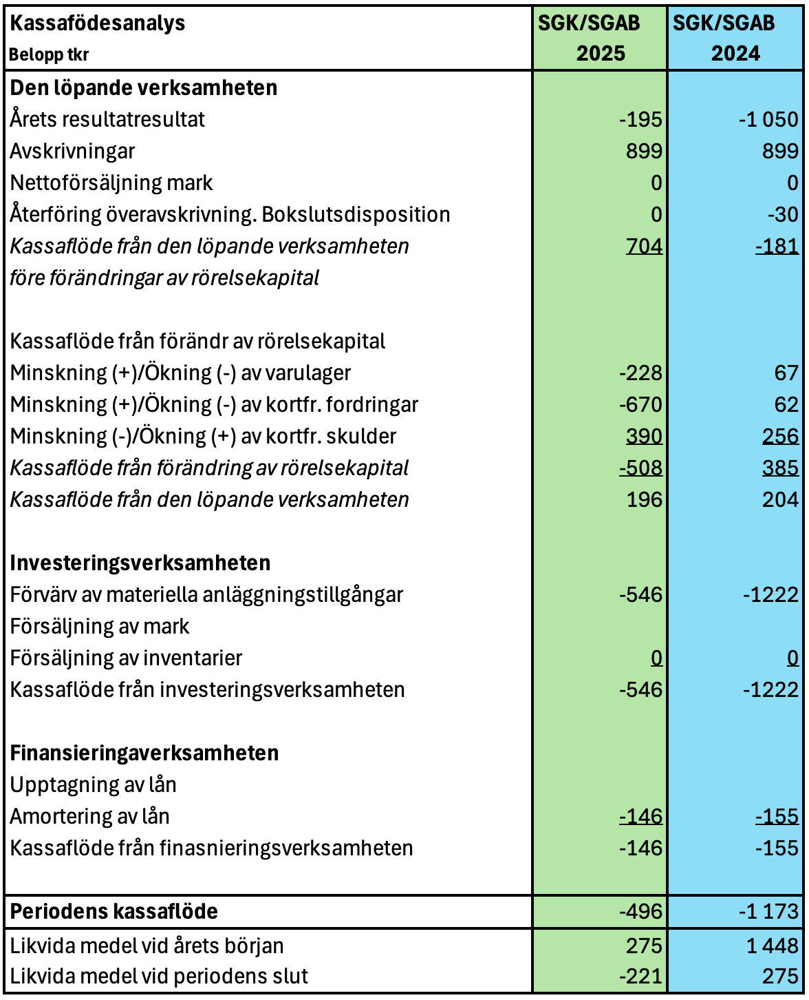 Kassafödesanalys SGK/SGAB SGK/SGAB
Belopp tkr 2025 2024
Den löpande verksamheten
Årets resultatresultat -195 -1 050
Avskrivningar 899 899
Nettoförsäljning mark 0 0
Återföring överavskrivning. Bokslutsdisposition 0 -30
Kassaflöde från den löpande verksamheten 704 -181
före förändringar av rörelsekapital
Kassaflöde från förändr av rörelsekapital
Minskning (+)/Ökning (-) av varulager -228 67
Minskning (+)/Ökning (-) av kortfr. fordringar -670 62
Minskning (-)/Ökning (+) av kortfr. skulder 390 256
Kassaflöde från förändring av rörelsekapital -508 385
Kassaflöde från den löpande verksamheten 196 204
Investeringsverksamheten
Förvärv av materiella anläggningstillgångar -546 -1222
Försäljning av mark
Försäljning av inventarier 0 0
Kassaflöde från investeringsverksamheten -546 -1222
Finansieringaverksamheten
Upptagning av lån
Amortering av lån -146 -155
Kassaflöde från finasnieringsverksamheten -146 -155
Periodens kassaflöde -496 -1 173
Likvida medel vid årets början 275 1 448
Likvida medel vid periodens slut -221 275